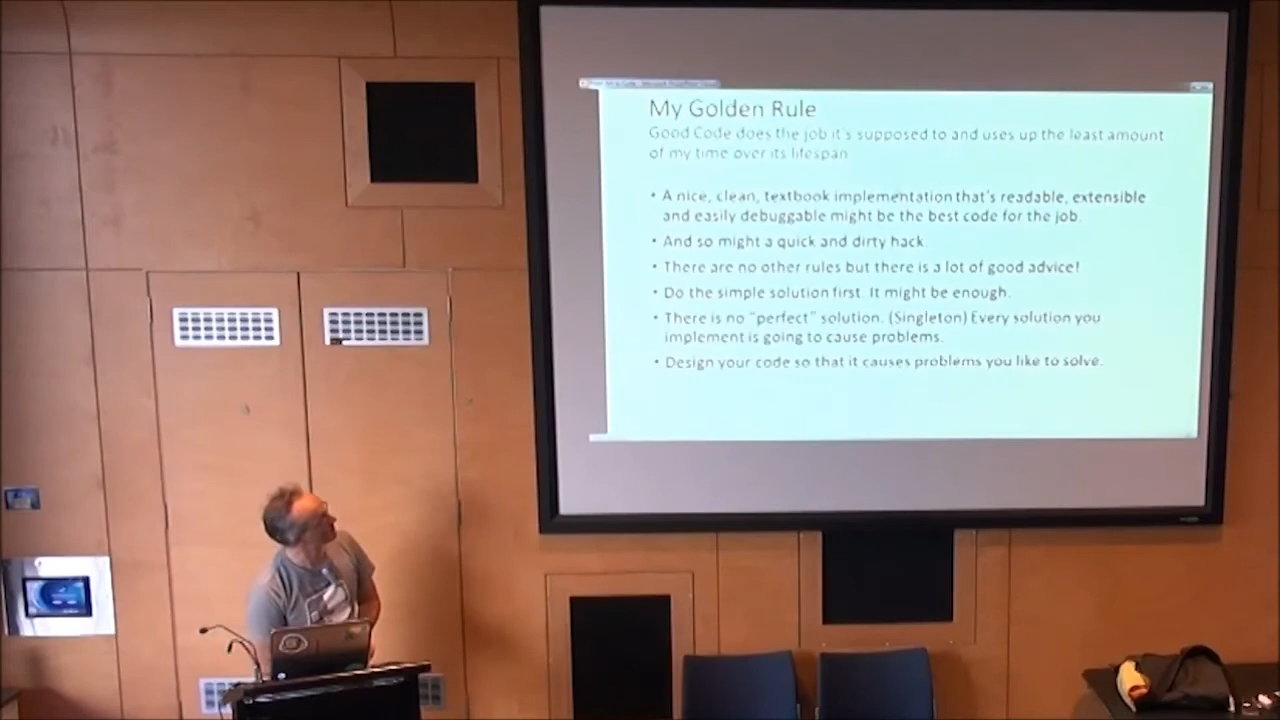 My Golden Rule
Good Code does the job it's supposed to and uses up the least amount
of my time over its lifespan
• A nice, clean, textbook implementation that's readable, extensible
and easily debuggable might be the best code for the job.
• And so might a quick and dirty hack.
• There are no other rules but there is a lot of good advice!
• Do the simple solution first. It might be enough.
• There is no "perfect" solution. (Singleton) Every solution you
implement is going to cause problems.
• Design your code so that it causes problems you like to solve.